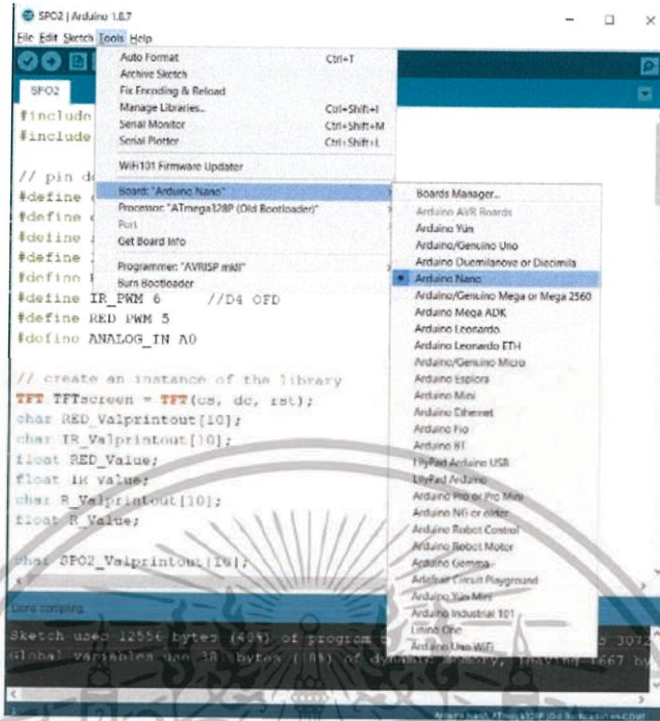 SPO2 | Arduino 1.8.7
File Edit Sketch Tools Help
Auto Format Ctrl+T
Archive Sketch
Fix Encoding & Reload
Manage Libraries... Ctrl+Shift+I
Serial Monitor Ctrl+Shift+M
Serial Plotter Ctrl+Shift+L
WiFi101 Firmware Updater
Board: "Arduino Nano"
Processor: "ATmega328P (Old Bootloader)"
Port
Get Board Info
Programmer: "AVRISP mkII"
Burn Bootloader
Boards Manager...
Arduino AVR Boards
Arduino Yún
Arduino/Genuino Uno
Arduino Duemilanove or Diecimila
Arduino Nano
Arduino/Genuino Mega or Mega 2560
Arduino Mega ADK
Arduino Leonardo
Arduino Leonardo ETH
Arduino/Genuino Micro
Arduino Esplora
Arduino Mini
Arduino Ethernet
Arduino Fio
Arduino BT
LilyPad Arduino USB
LilyPad Arduino
Arduino Pro or Pro Mini
Arduino NG or older
Arduino Robot Control
Arduino Robot Motor
Arduino Gemma
Adafruit Circuit Playground
Arduino Yún Mini
Arduino Industrial 101
Linino One
Arduino Uno WiFi
SPO2
#include
#include
// pin de
#define
#define
#define
#define
#define
#define IR_PWM 6 //D4 OFD
#define RED_PWM 5
#define ANALOG_IN A0
// create an instance of the library
TFT TFTscreen = TFT(cs, dc, rst);
char RED_Valprintout[10];
char IR_Valprintout[10];
float RED_Value;
float IR_Value;
char R_Valprintout[10];
float R_Value;
char SPO2_Valprintout[10];
Done compiling.
Sketch uses 12556 bytes (40%) of program
Global variables use 381 bytes (18%) of dynamic memory, leaving 1667 by